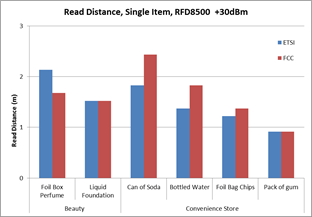 Read Distance, Single Item, RFD8500 +30dBm
3
2
1
0
Read Distance (m)
ETSI
FCC
Foil Box Perfume
Liquid Foundation
Can of Soda
Bottled Water
Foil Bag Chips
Pack of gum
Beauty
Convenience Store